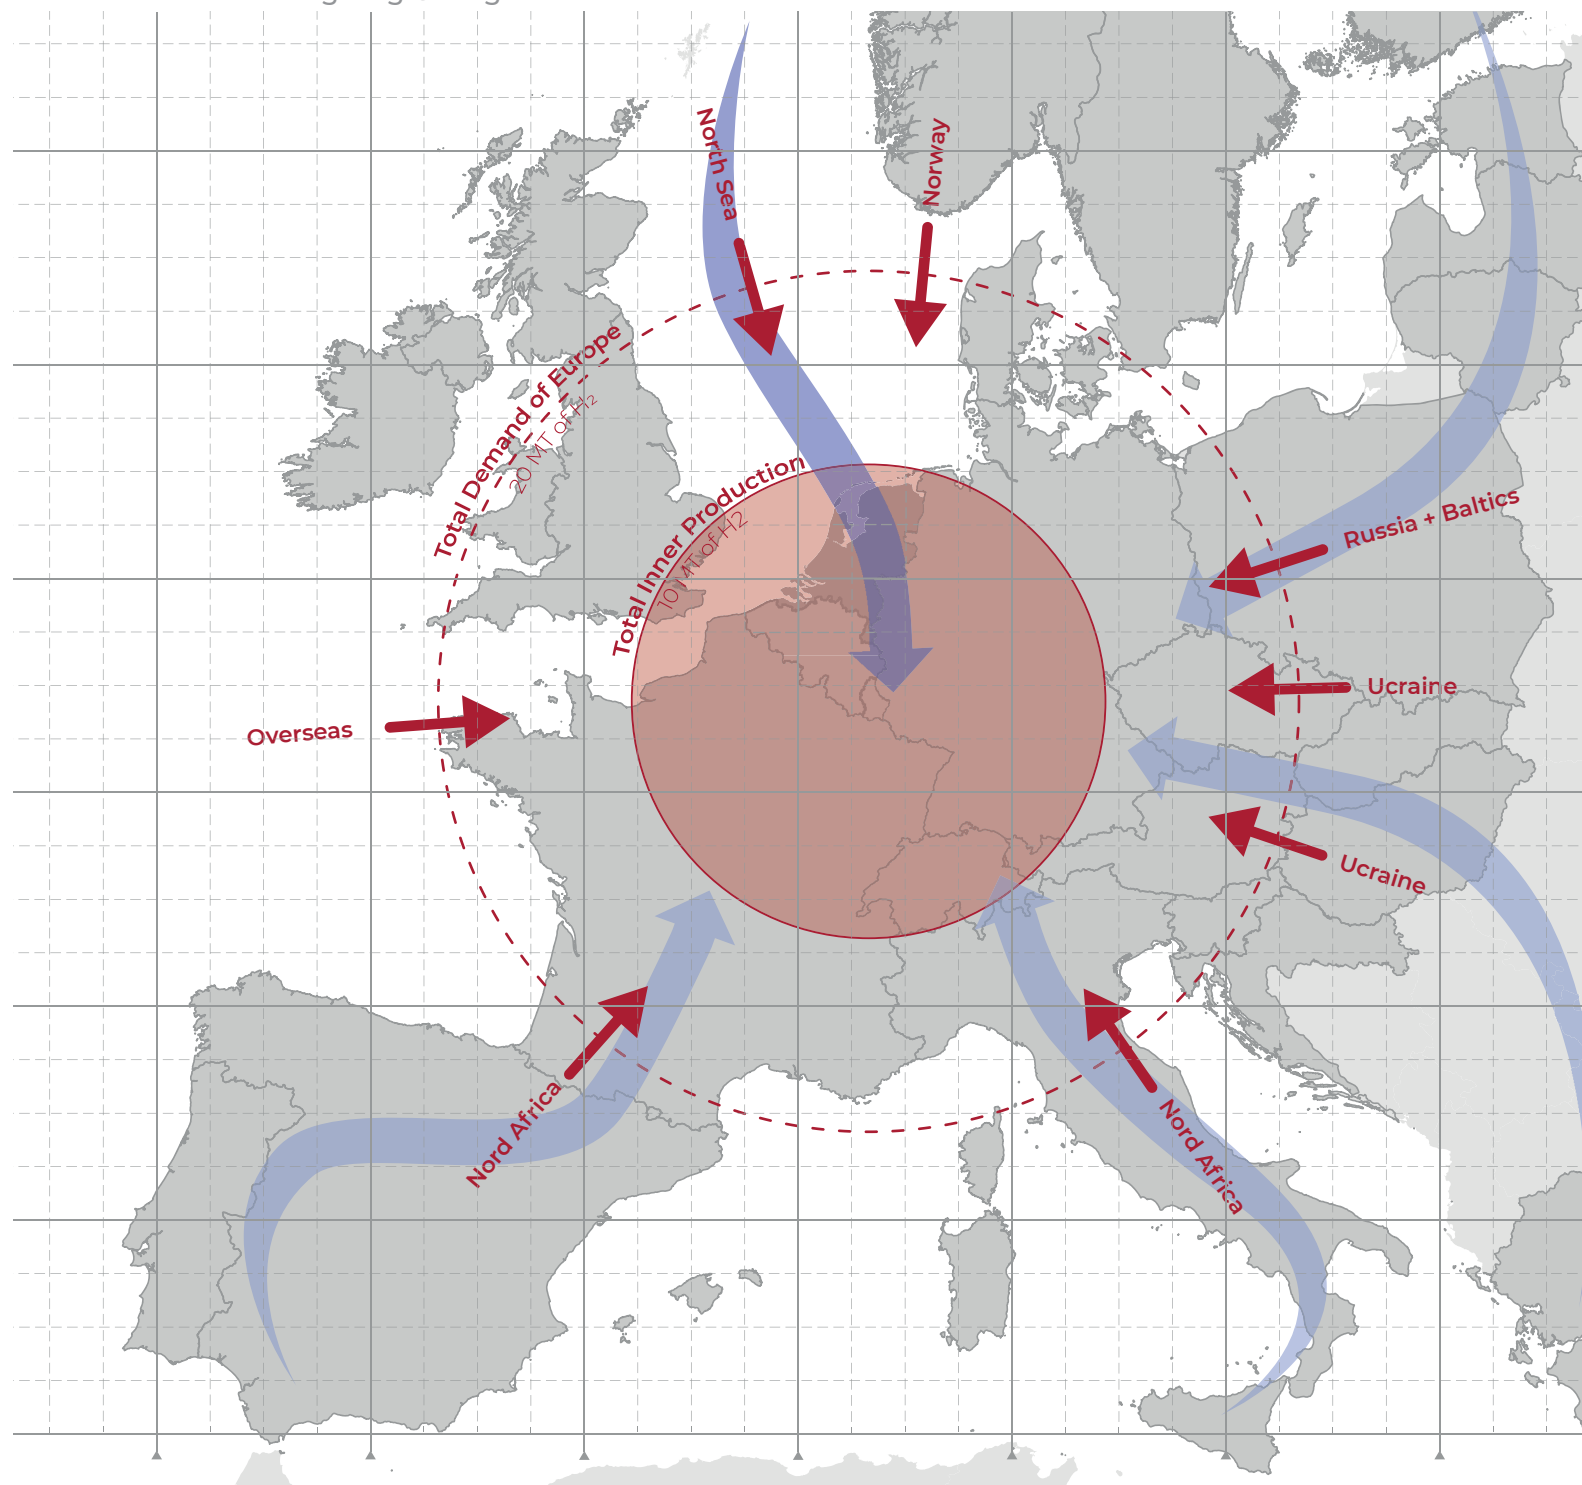 North Sea
Norway
Total Demand of Europe
20 MT of H₂
Total Inner Production
10 MT of H2
Russia + Baltics
Ucraine
Overseas
Ucraine
Nord Africa
Nord Africa